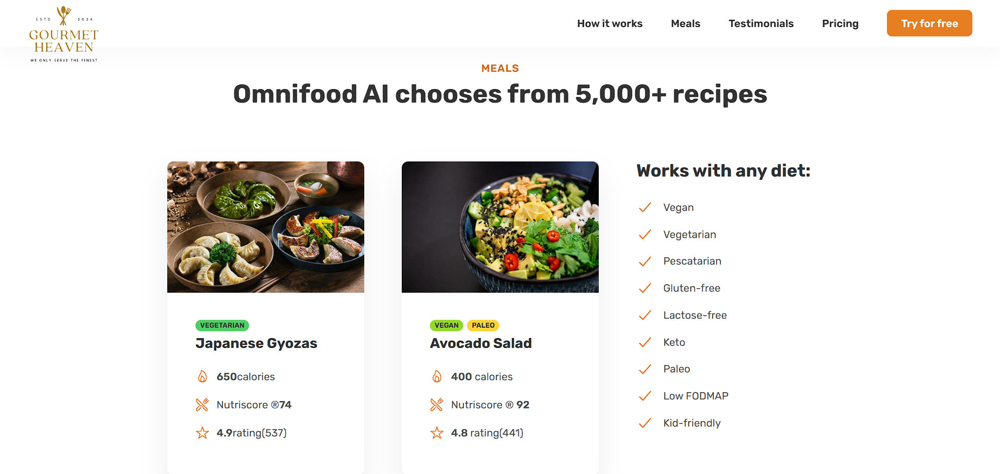 ESTD 2024
GOURMET
HEAVEN
WE ONLY SERVE THE FINEST
How it works
Meals
Testimonials
Pricing
Try for free
MEALS
Omnifood AI chooses from 5,000+ recipes
VEGETARIAN
Japanese Gyozas
650calories
Nutriscore ®74
4.9rating(537)
VEGAN PALEO
Avocado Salad
400 calories
Nutriscore ® 92
4.8 rating(441)
Works with any diet:
Vegan
Vegetarian
Pescatarian
Gluten-free
Lactose-free
Keto
Paleo
Low FODMAP
Kid-friendly